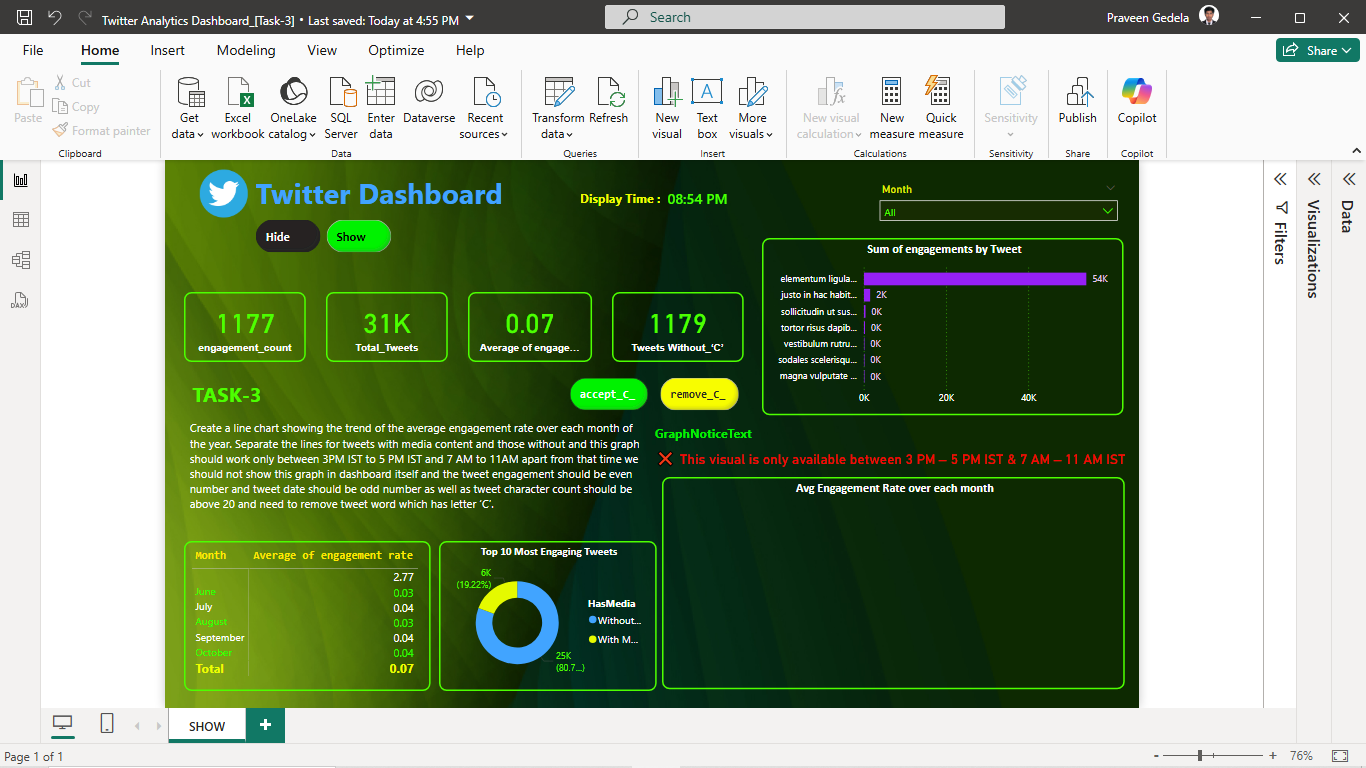 Twitter Analytics Dashboard_[Task-3] • Last saved: Today at 4:55 PM
Search
Praveen Gedela
File Home Insert Modeling View Optimize Help
Share
Paste
Cut
Copy
Format painter
Clipboard
Get data
Excel workbook
OneLake catalog
SQL Server
Enter data
Dataverse
Recent sources
Data
Transform data
Refresh
Queries
New visual
Text box
More visuals
Insert
New visual calculation
New measure
Quick measure
Calculations
Sensitivity
Sensitivity
Publish
Share
Copilot
Copilot
Twitter Dashboard
Hide
Show
Display Time : 08:54 PM
Month
All
Filters
Visualizations
Data
DAX
1177
engagement_count
31K
Total_Tweets
0.07
Average of engage...
1179
Tweets Without_‘C’
Sum of engagements by Tweet
elementum ligula... 54K
justo in hac habit... 2K
sollicitudin ut sus... 0K
tortor risus dapib... 0K
vestibulum rutru... 0K
sodales scelerisqu... 0K
magna vulputate ... 0K
0K 20K 40K
TASK-3
accept_C_
remove_C_
Create a line chart showing the trend of the average engagement rate over each month of
the year. Separate the lines for tweets with media content and those without and this graph
should work only between 3PM IST to 5 PM IST and 7 AM to 11AM apart from that time we
should not show this graph in dashboard itself and the tweet engagement should be even
number and tweet date should be odd number as well as tweet character count should be
above 20 and need to remove tweet word which has letter ‘C’.
GraphNoticeText
❌ This visual is only available between 3 PM – 5 PM IST & 7 AM – 11 AM IST
Avg Engagement Rate over each month
Month Average of engagement rate
2.77
June 0.03
July 0.04
August 0.03
September 0.04
October 0.04
Total 0.07
Top 10 Most Engaging Tweets
6K
(19.22%)
25K
(80.7...)
HasMedia
Without...
With M...
SHOW
+
Page 1 of 1
- + 76%